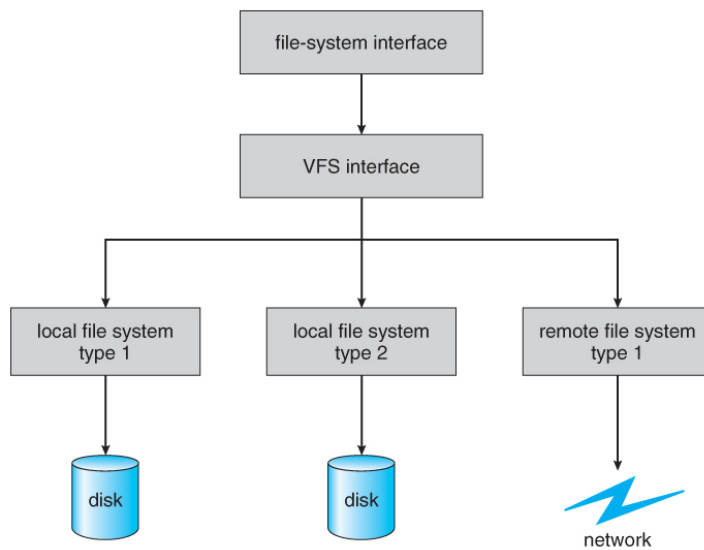 file-system interface
VFS interface
local file system
type 1
local file system
type 2
remote file system
type 1
disk
disk
network